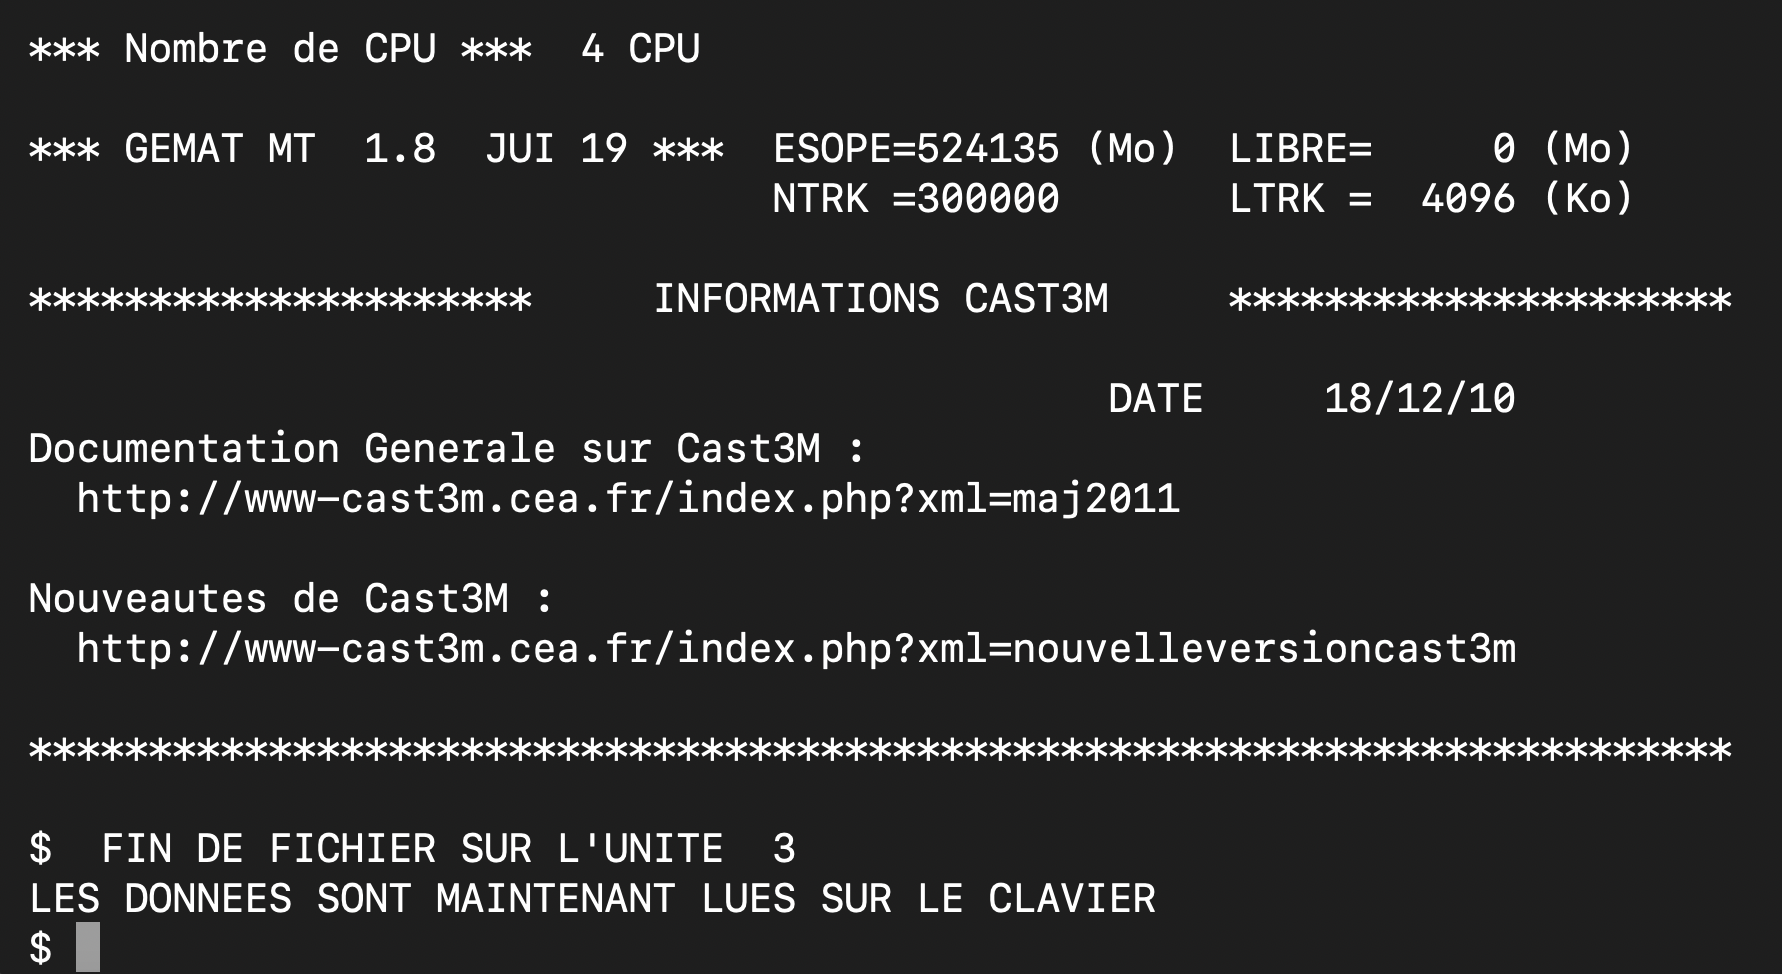 *** Nombre de CPU ***  4 CPU
*** GEMAT MT  1.8  JUI 19 ***  ESOPE=524135 (Mo)  LIBRE=     0 (Mo)
NTRK =300000       LTRK =  4096 (Ko)
*********************     INFORMATIONS CAST3M     *********************
DATE     18/12/10
Documentation Generale sur Cast3M :
  http://www-cast3m.cea.fr/index.php?xml=maj2011
Nouveautes de Cast3M :
  http://www-cast3m.cea.fr/index.php?xml=nouvelleversioncast3m
***********************************************************************
$  FIN DE FICHIER SUR L'UNITE  3
LES DONNEES SONT MAINTENANT LUES SUR LE CLAVIER
$